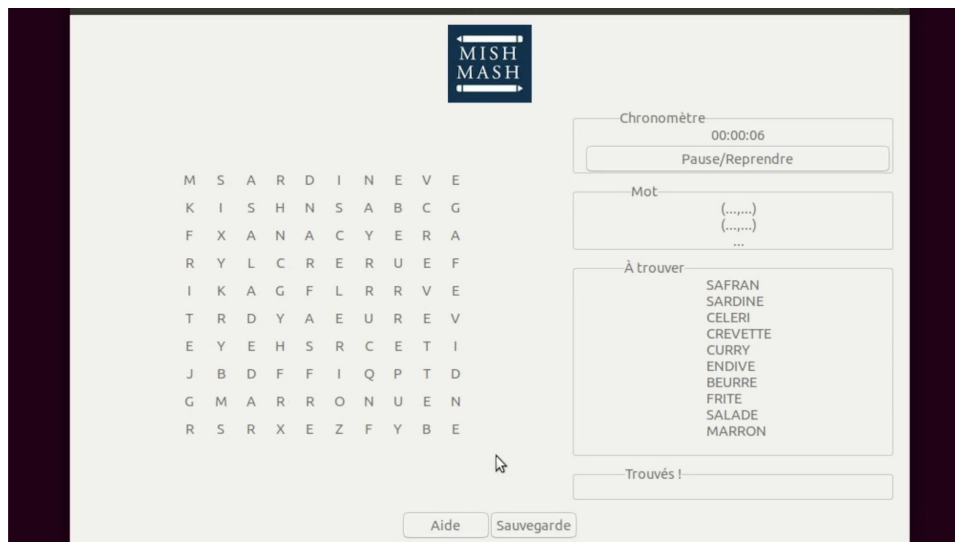 MISH
MASH
Chronomètre
00:00:06
Pause/Reprendre
Mot
(...,...)
(...,...)
...
À trouver
SAFRAN
SARDINE
CELERI
CREVETTE
CURRY
ENDIVE
BEURRE
FRITE
SALADE
MARRON
Trouvés !
M S A R D I N E V E
K I S H N S A B C G
F X A N A C Y E R A
R Y L C R E R U E F
I K A G F L R R V E
T R D Y A E U R E V
E Y E H S R C E T I
J B D F F I Q P T D
G M A R R O N U E N
R S R X E Z F Y B E
Aide
Sauvegarde